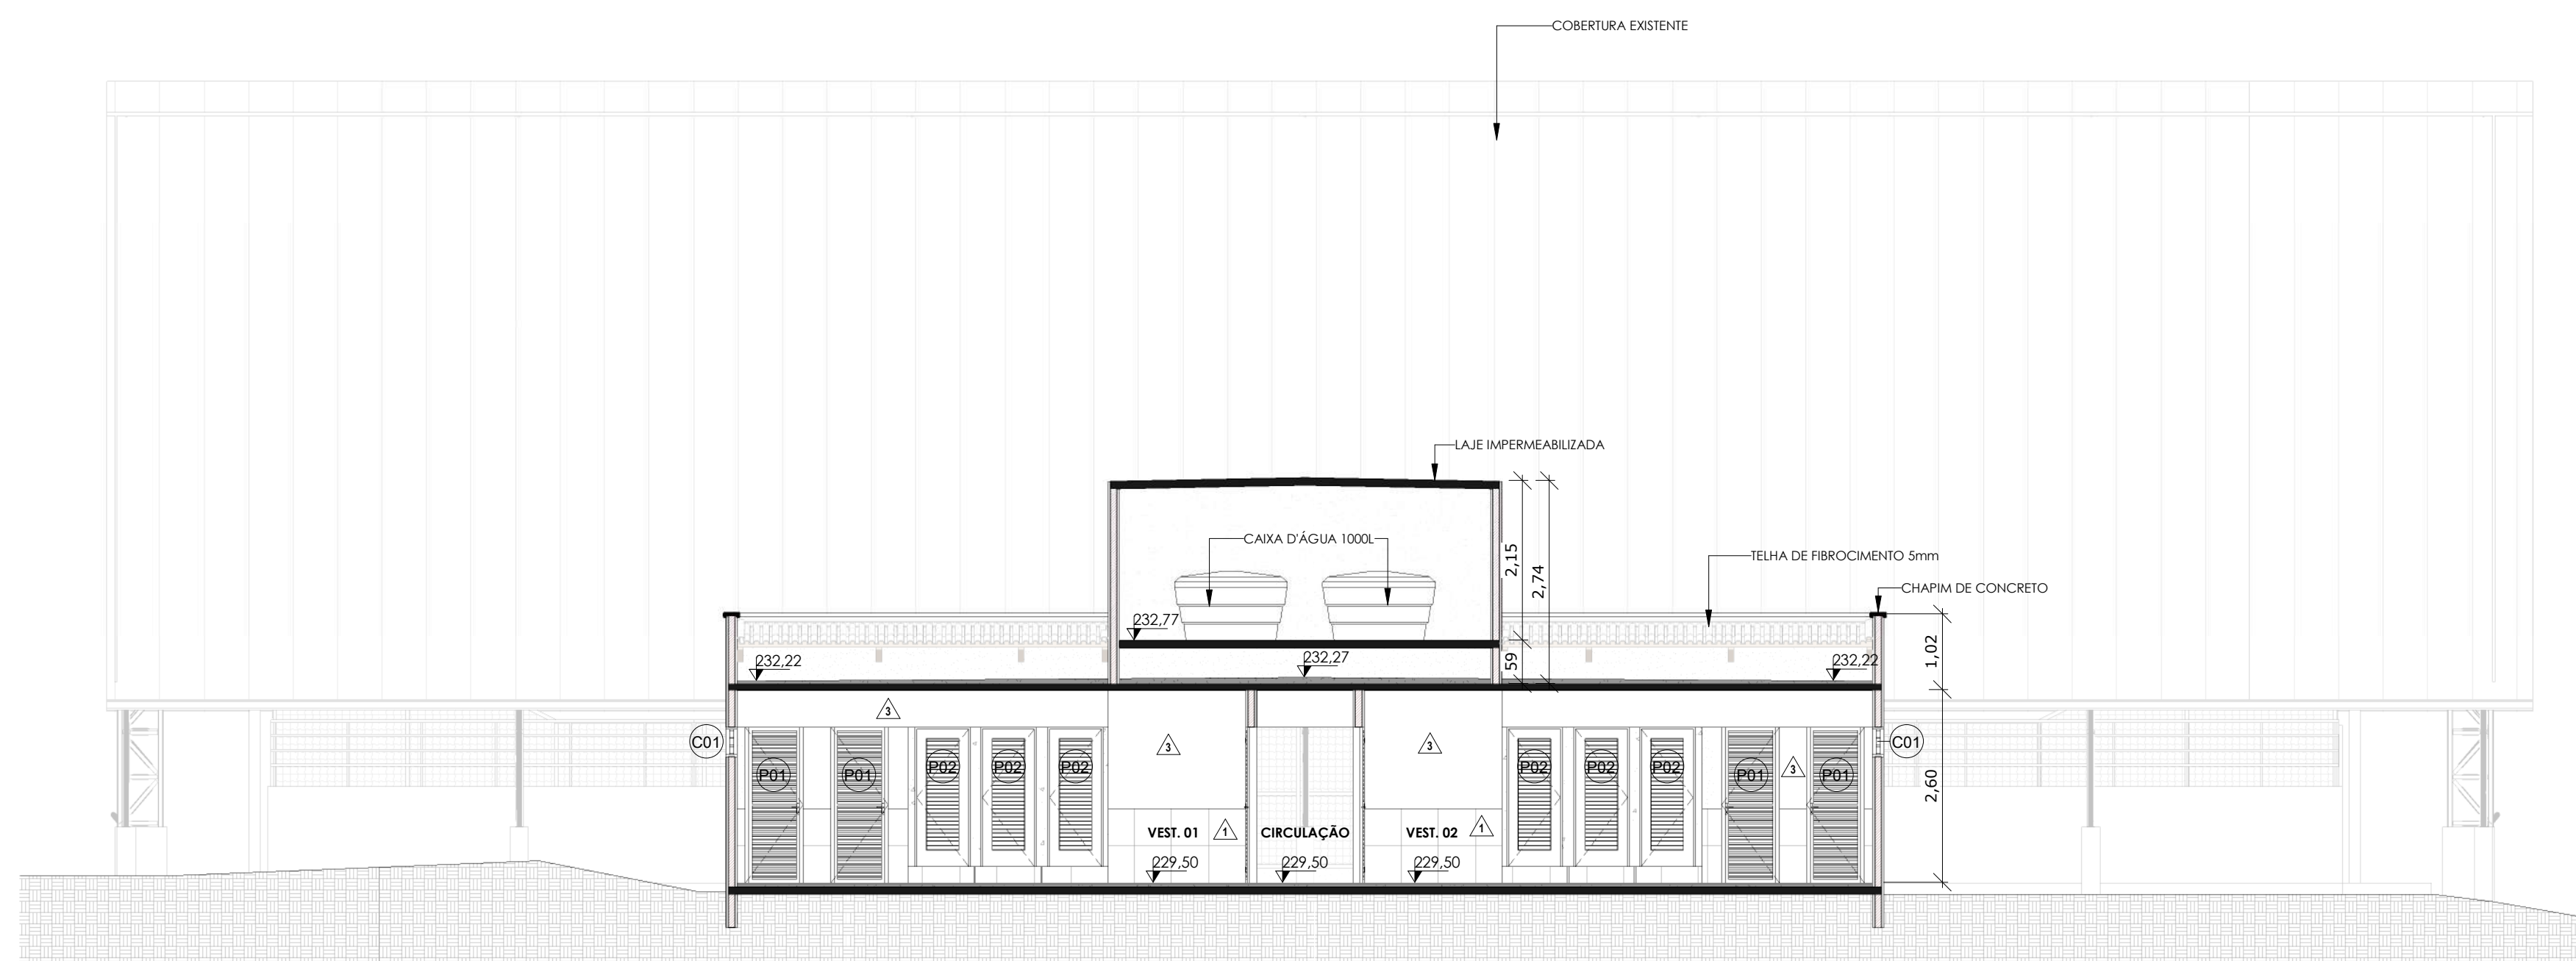 COBERTURA EXISTENTE
LAJE IMPERMEABILIZADA
CAIXA D'ÁGUA 1000L
2,15
2,74
TELHA DE FIBROCIMENTO 5mm
CHAPIM DE CONCRETO
232,77
232,22
232,27
59
232,22
1,02
3
C01
3
3
C01
P01
P01
P02
P02
P02
P02
P02
P02
P01
3
P01
2,60
VEST. 01
1
CIRCULAÇÃO
VEST. 02
1
229,50
229,50
229,50